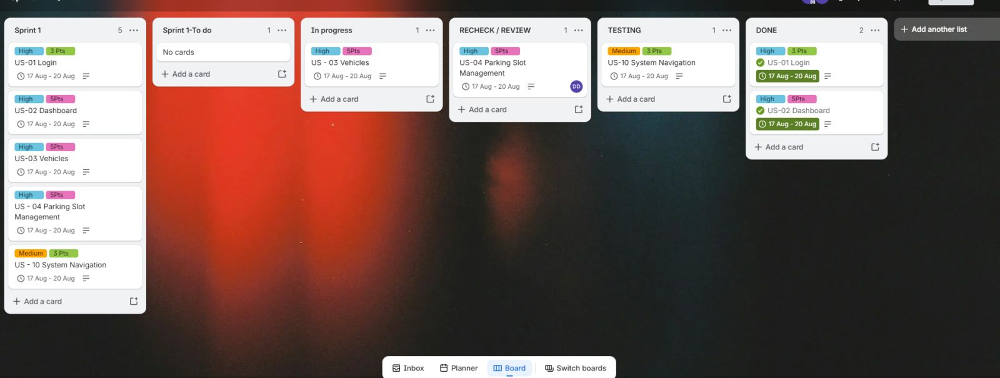 Sprint 1 5
High 3 Pts
US-01 Login
17 Aug - 20 Aug
High 5Pts
US-02 Dashboard
17 Aug - 20 Aug
High 5Pts
US-03 Vehicles
17 Aug - 20 Aug
High 5Pts
US - 04 Parking Slot
Management
17 Aug - 20 Aug
Medium 3 Pts
US - 10 System Navigation
17 Aug - 20 Aug
Add a card
Sprint 1-To do 1
No cards
Add a card
In progress 1
High 5Pts
US - 03 Vehicles
17 Aug - 20 Aug
Add a card
RECHECK / REVIEW 1
High 5Pts
US-04 Parking Slot
Management
17 Aug - 20 Aug
DD
Add a card
TESTING 1
Medium 3 Pts
US-10 System Navigation
17 Aug - 20 Aug
Add a card
DONE 2
High 3 Pts
US-01 Login
17 Aug - 20 Aug
High 5Pts
US-02 Dashboard
17 Aug - 20 Aug
Add a card
Add another list
Inbox Planner Board Switch boards